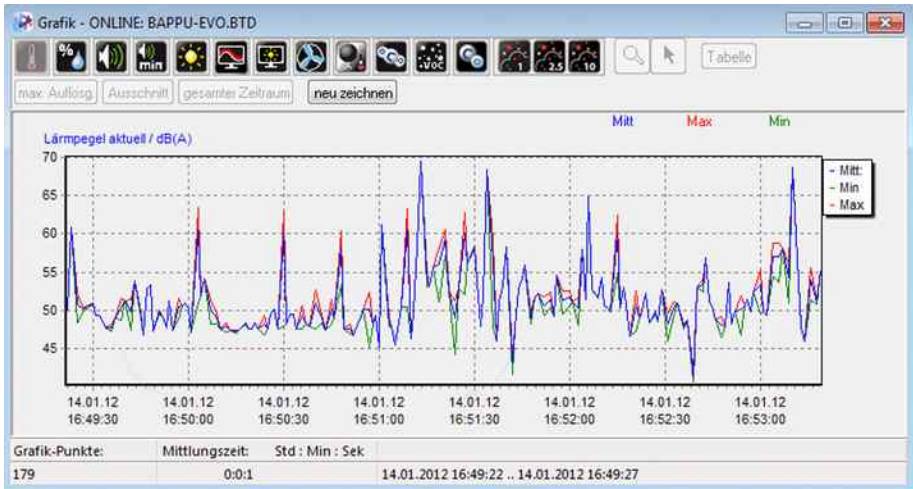 Grafik - ONLINE: BAPPU-EVO.BTD
% min VOC 1 2.5 10 Tabelle
max. Auflösg. Ausschnitt gesamter Zeitraum neu zeichnen
Mitt Max Min
Lärmpegel aktuell / dB(A)
70
65
60
55
50
45
Mitt:
Min
Max
14.01.12 14.01.12 14.01.12 14.01.12 14.01.12 14.01.12 14.01.12 14.01.12
16:49:30 16:50:00 16:50:30 16:51:00 16:51:30 16:52:00 16:52:30 16:53:00
Grafik-Punkte: Mittlungszeit: Std : Min : Sek
179 0:0:1 14.01.2012 16:49:22 .. 14.01.2012 16:49:27